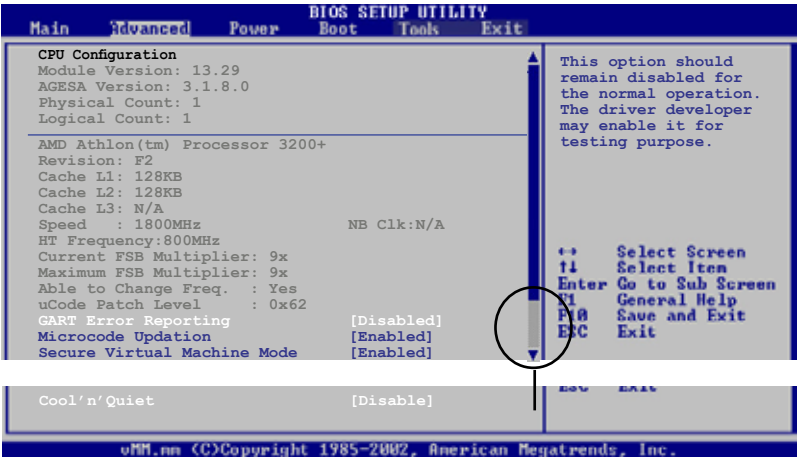 BIOS SETUP UTILITY
Main Advanced Power Boot Tools Exit
CPU Configuration
Module Version: 13.29
AGESA Version: 3.1.8.0
Physical Count: 1
Logical Count: 1
AMD Athlon(tm) Processor 3200+
Revision: F2
Cache L1: 128KB
Cache L2: 128KB
Cache L3: N/A
Speed : 1800MHz NB Clk:N/A
HT Frequency:800MHz
Current FSB Multiplier: 9x
Maximum FSB Multiplier: 9x
Able to Change Freq. : Yes
uCode Patch Level : 0x62
GART Error Reporting [Disabled]
Microcode Updation [Enabled]
Secure Virtual Machine Mode [Enabled]
Cool'n'Quiet [Disable]
This option should
remain disabled for
the normal operation.
The driver developer
may enable it for
testing purpose.
↔ Select Screen
↑↓ Select Item
Enter Go to Sub Screen
F1 General Help
F10 Save and Exit
ESC Exit
ESC Exit
vMM.mm (C)Copyright 1985-2002, American Megatrends, Inc.